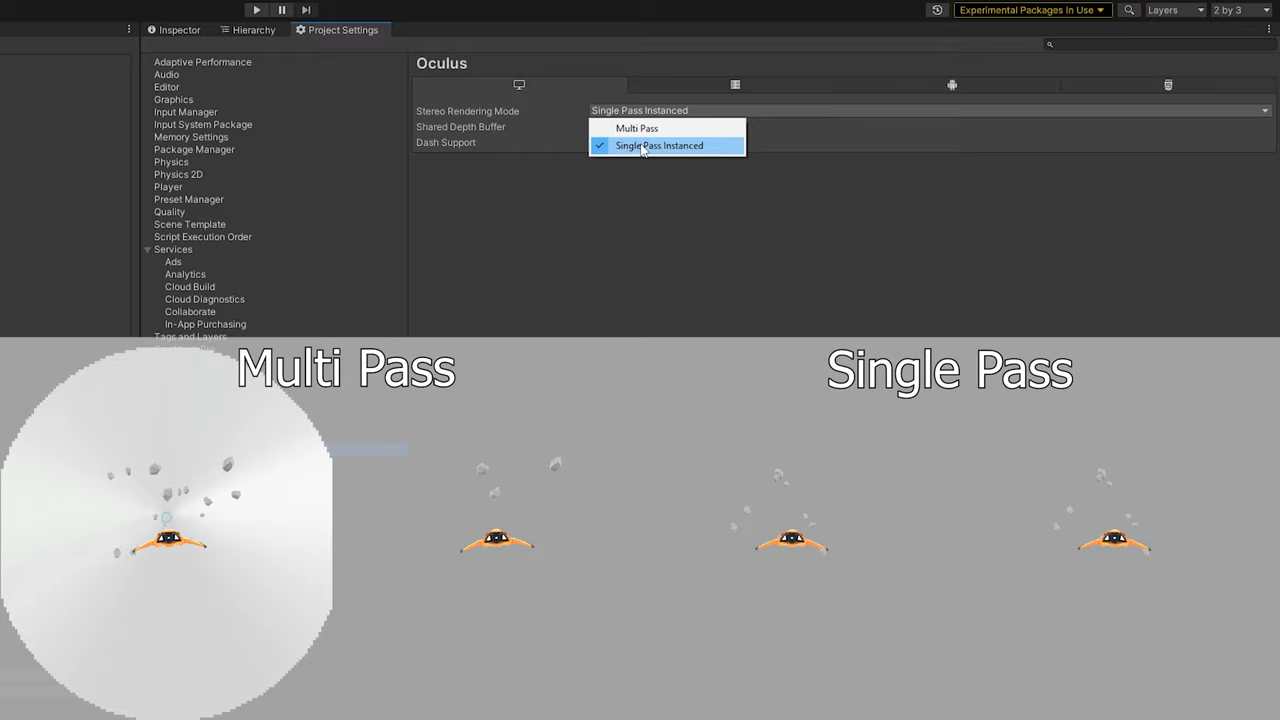 Experimental Packages In Use
Layers
2 by 3
Inspector
Hierarchy
Project Settings
Adaptive Performance
Audio
Editor
Graphics
Input Manager
Input System Package
Memory Settings
Package Manager
Physics
Physics 2D
Player
Preset Manager
Quality
Scene Template
Script Execution Order
Services
Ads
Analytics
Cloud Build
Cloud Diagnostics
Collaborate
In-App Purchasing
Tags and Layers
Oculus
Stereo Rendering Mode
Single Pass Instanced
Shared Depth Buffer
Dash Support
Multi Pass
Single Pass Instanced
Multi Pass
Single Pass